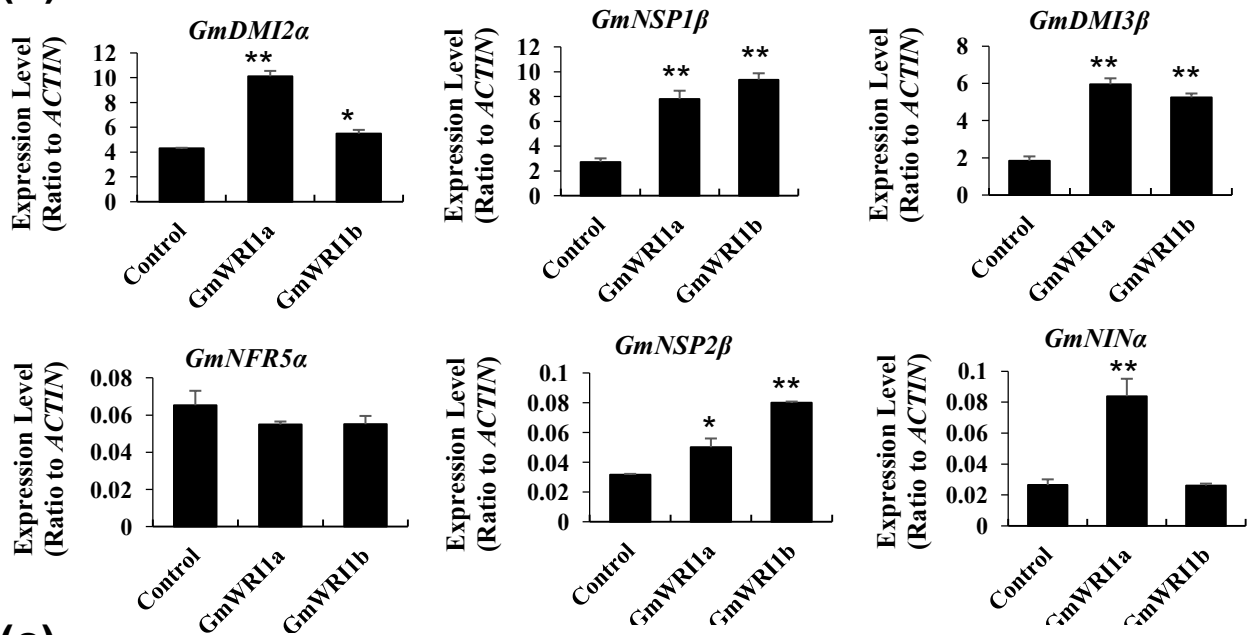 GmDMI2α
Expression Level
(Ratio to ACTIN)
12
10
8
6
4
2
0
**
*
Control
GmWRI1a
GmWRI1b
GmNSP1β
Expression Level
(Ratio to ACTIN)
12
10
8
6
4
2
0
**
**
Control
GmWRI1a
GmWRI1b
GmDMI3β
Expression Level
(Ratio to ACTIN)
8
6
4
2
0
**
**
Control
GmWRI1a
GmWRI1b
GmNFR5α
Expression Level
(Ratio to ACTIN)
0.08
0.06
0.04
0.02
0
Control
GmWRI1a
GmWRI1b
GmNSP2β
Expression Level
(Ratio to ACTIN)
0.1
0.08
0.06
0.04
0.02
0
*
**
Control
GmWRI1a
GmWRI1b
GmNINα
Expression Level
(Ratio to ACTIN)
0.1
0.08
0.06
0.04
0.02
0
**
Control
GmWRI1a
GmWRI1b